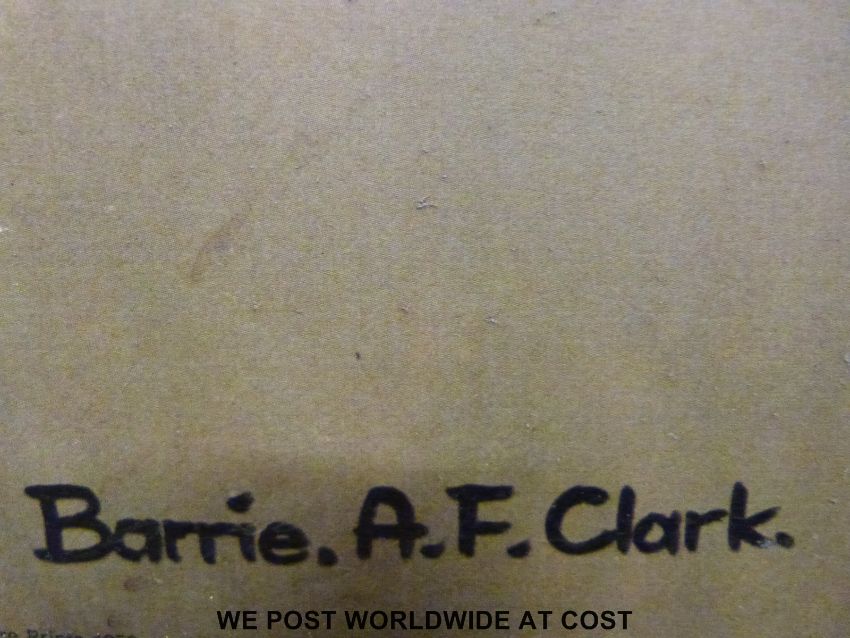 Barrie. A.F. Clark.
WE POST WORLDWIDE AT COST